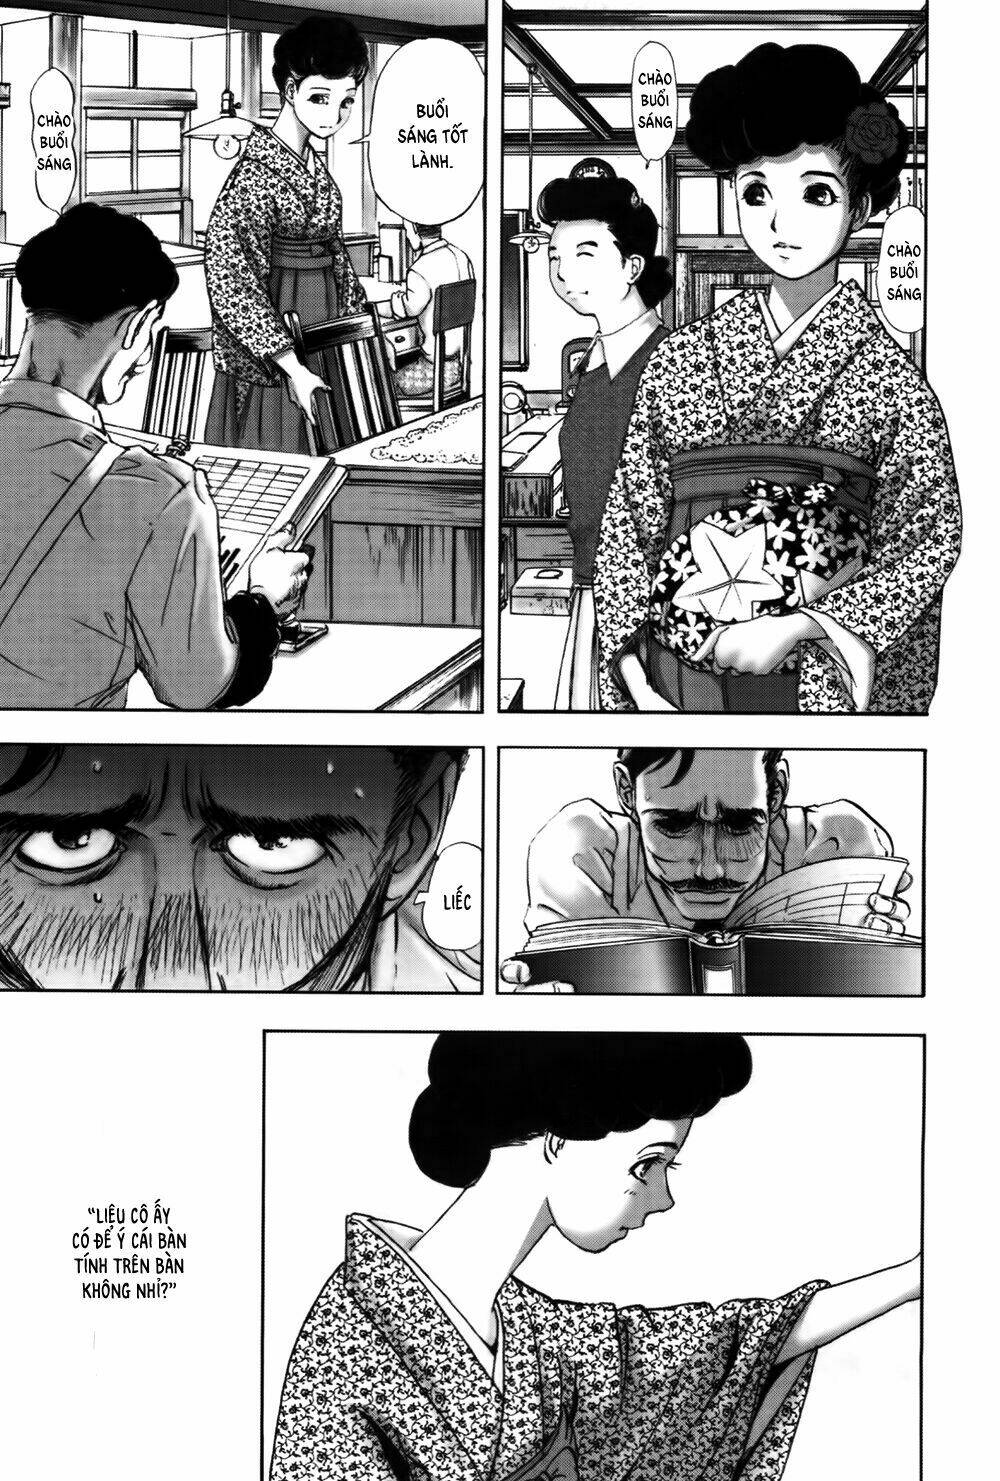 CHÀO
BUỔI
SÁNG
CHÀO
BUỔI
SÁNG
BUỔI
SÁNG TỐT
LÀNH.
CHÀO
BUỔI
SÁNG
LIẾC
“LIỆU CÔ ẤY
CÓ ĐỂ Ý CÁI BÀN
TÍNH TRÊN BÀN
KHÔNG NHỈ?”